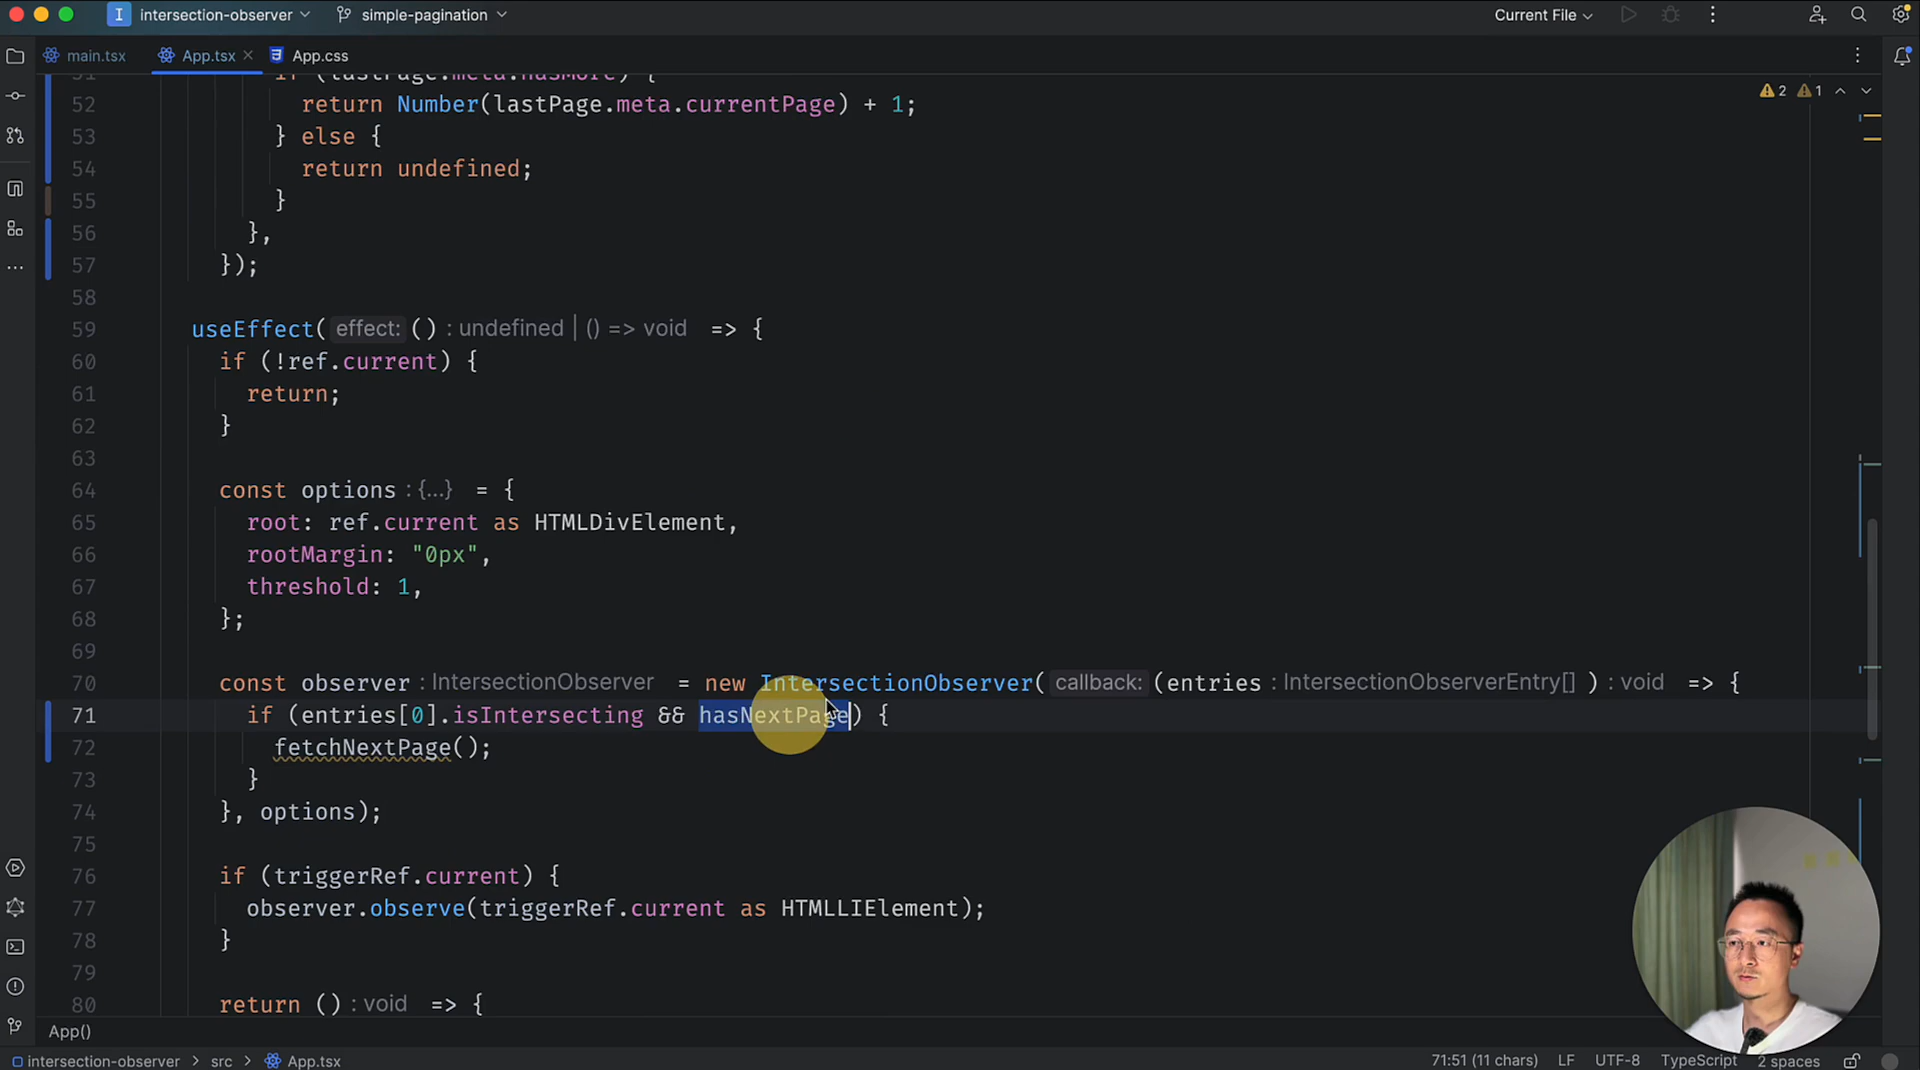 I intersection-observer simple-pagination Current File
main.tsx App.tsx App.css
51 if (lastPage.meta.hasMore) {
52 return Number(lastPage.meta.currentPage) + 1;
53 } else {
54 return undefined;
55 }
56 },
57 });
58
59 useEffect( effect: () : undefined | () => void => {
60 if (!ref.current) {
61 return;
62 }
63
64 const options : {...} = {
65 root: ref.current as HTMLDivElement,
66 rootMargin: "0px",
67 threshold: 1,
68 };
69
70 const observer : IntersectionObserver = new IntersectionObserver( callback: (entries : IntersectionObserverEntry[] ) : void => {
71 if (entries[0].isIntersecting && hasNextPage) {
72 fetchNextPage();
73 }
74 }, options);
75
76 if (triggerRef.current) {
77 observer.observe(triggerRef.current as HTMLLIElement);
78 }
79
80 return () : void => {
2 1
App()
intersection-observer > src > App.tsx 71:51 (11 chars) LF UTF-8 TypeScript 2 spaces